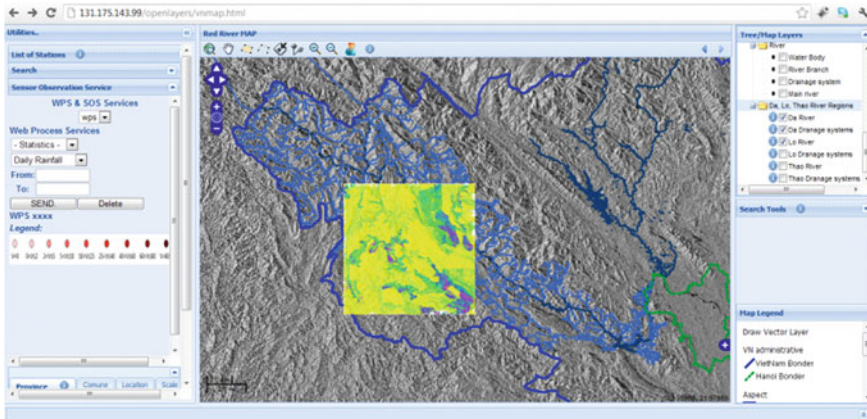 131.175.143.99/openlayers/vnmap.html
Utilities..
List of Stations
Search
Sensor Observation Service
WPS & SOS Services
wps
Web Process Services
- Statistics -
Daily Rainfall
From:
To:
SEND.
Delete
WPS xxxx
Legend:
Province
Comune
Location
Scale
Red River MAP
Tree/Map Layers
River
Water Body
River Branch
Drainage system
Main river
Da, Lo, Thao River Regions
Da River
Da Dranage systems
Lo River
Lo Dranage systems
Thao River
Thao Dranage systems
Search Tools
Map Legend
Draw Vector Layer
VN adminstrative
VietNam Bonder
Hanoi Bonder
Aspect